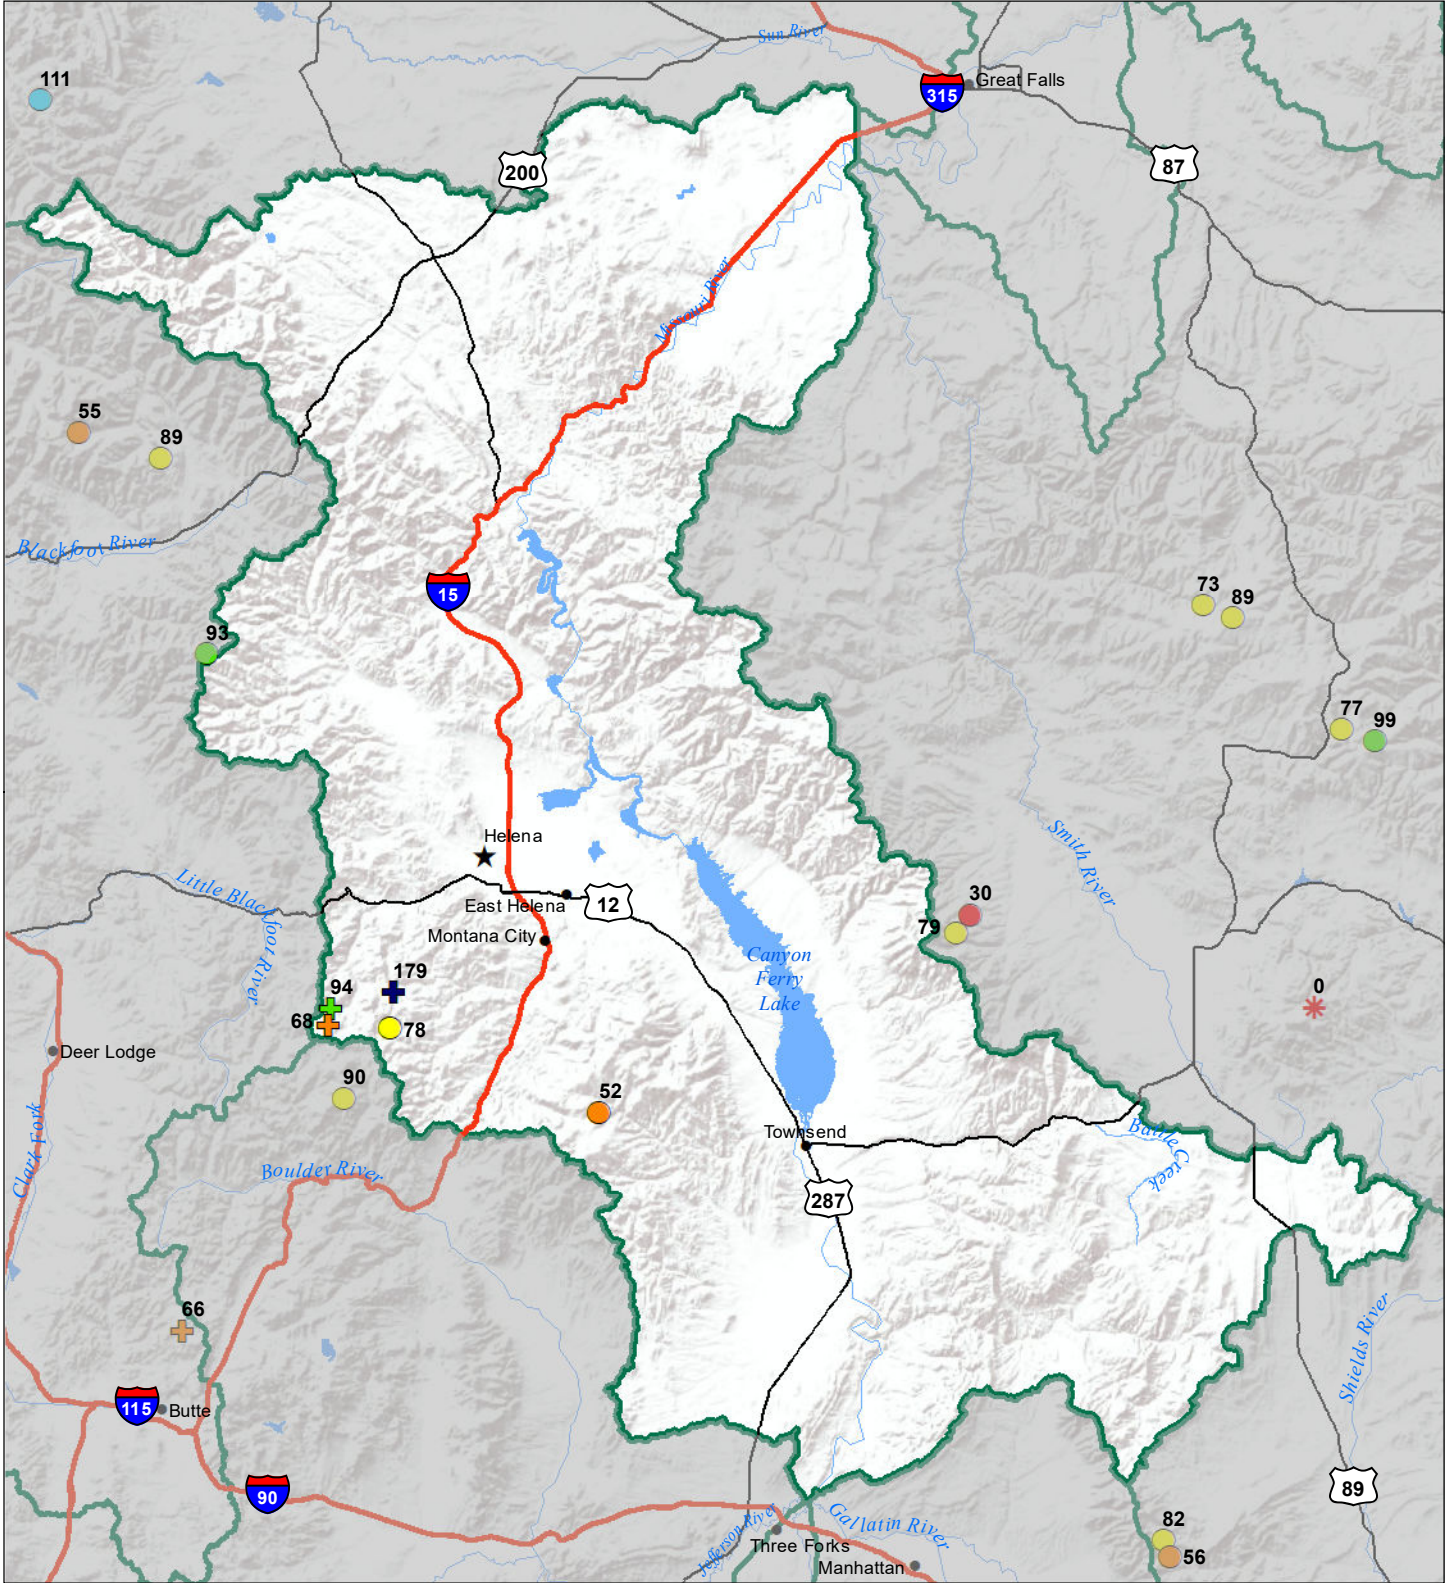 Sun River
111
Great Falls
315
87
200
Missouri River
55
89
Blackfoot River
15
73
89
93
77
99
Helena
Smith River
Little Blackfoot River
30
East Helena
12
79
Montana City
Canyon
Ferry
Lake
179
94
0
68
78
Deer Lodge
90
52
Clark Fork
Townsend
Battle Creek
Boulder River
287
66
Shields River
115
Butte
89
90
Jefferson River
Gallatin River
82
Three Forks
56
Manhattan